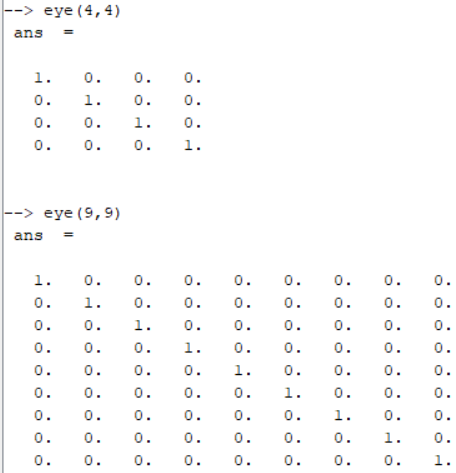 --> eye(4,4)
ans  =
1.   0.   0.   0.
0.   1.   0.   0.
0.   0.   1.   0.
0.   0.   0.   1.
--> eye(9,9)
ans  =
1.   0.   0.   0.   0.   0.   0.   0.   0.
0.   1.   0.   0.   0.   0.   0.   0.   0.
0.   0.   1.   0.   0.   0.   0.   0.   0.
0.   0.   0.   1.   0.   0.   0.   0.   0.
0.   0.   0.   0.   1.   0.   0.   0.   0.
0.   0.   0.   0.   0.   1.   0.   0.   0.
0.   0.   0.   0.   0.   0.   1.   0.   0.
0.   0.   0.   0.   0.   0.   0.   1.   0.
0.   0.   0.   0.   0.   0.   0.   0.   1.